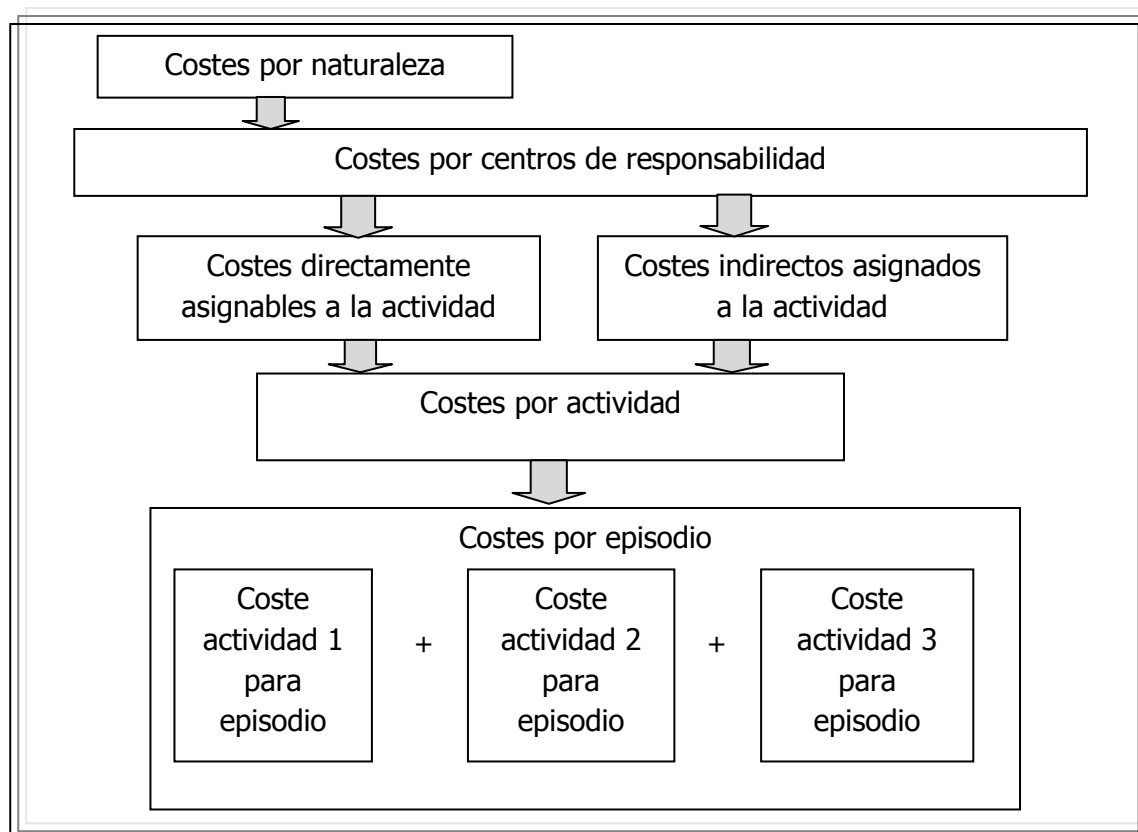 Costes por naturaleza
Costes por centros de responsabilidad
Costes directamente
asignables a la actividad
Costes indirectos asignados
a la actividad
Costes por actividad
Costes por episodio
Coste
actividad 1
para
episodio
+
Coste
actividad 2
para
episodio
+
Coste
actividad 3
para
episodio